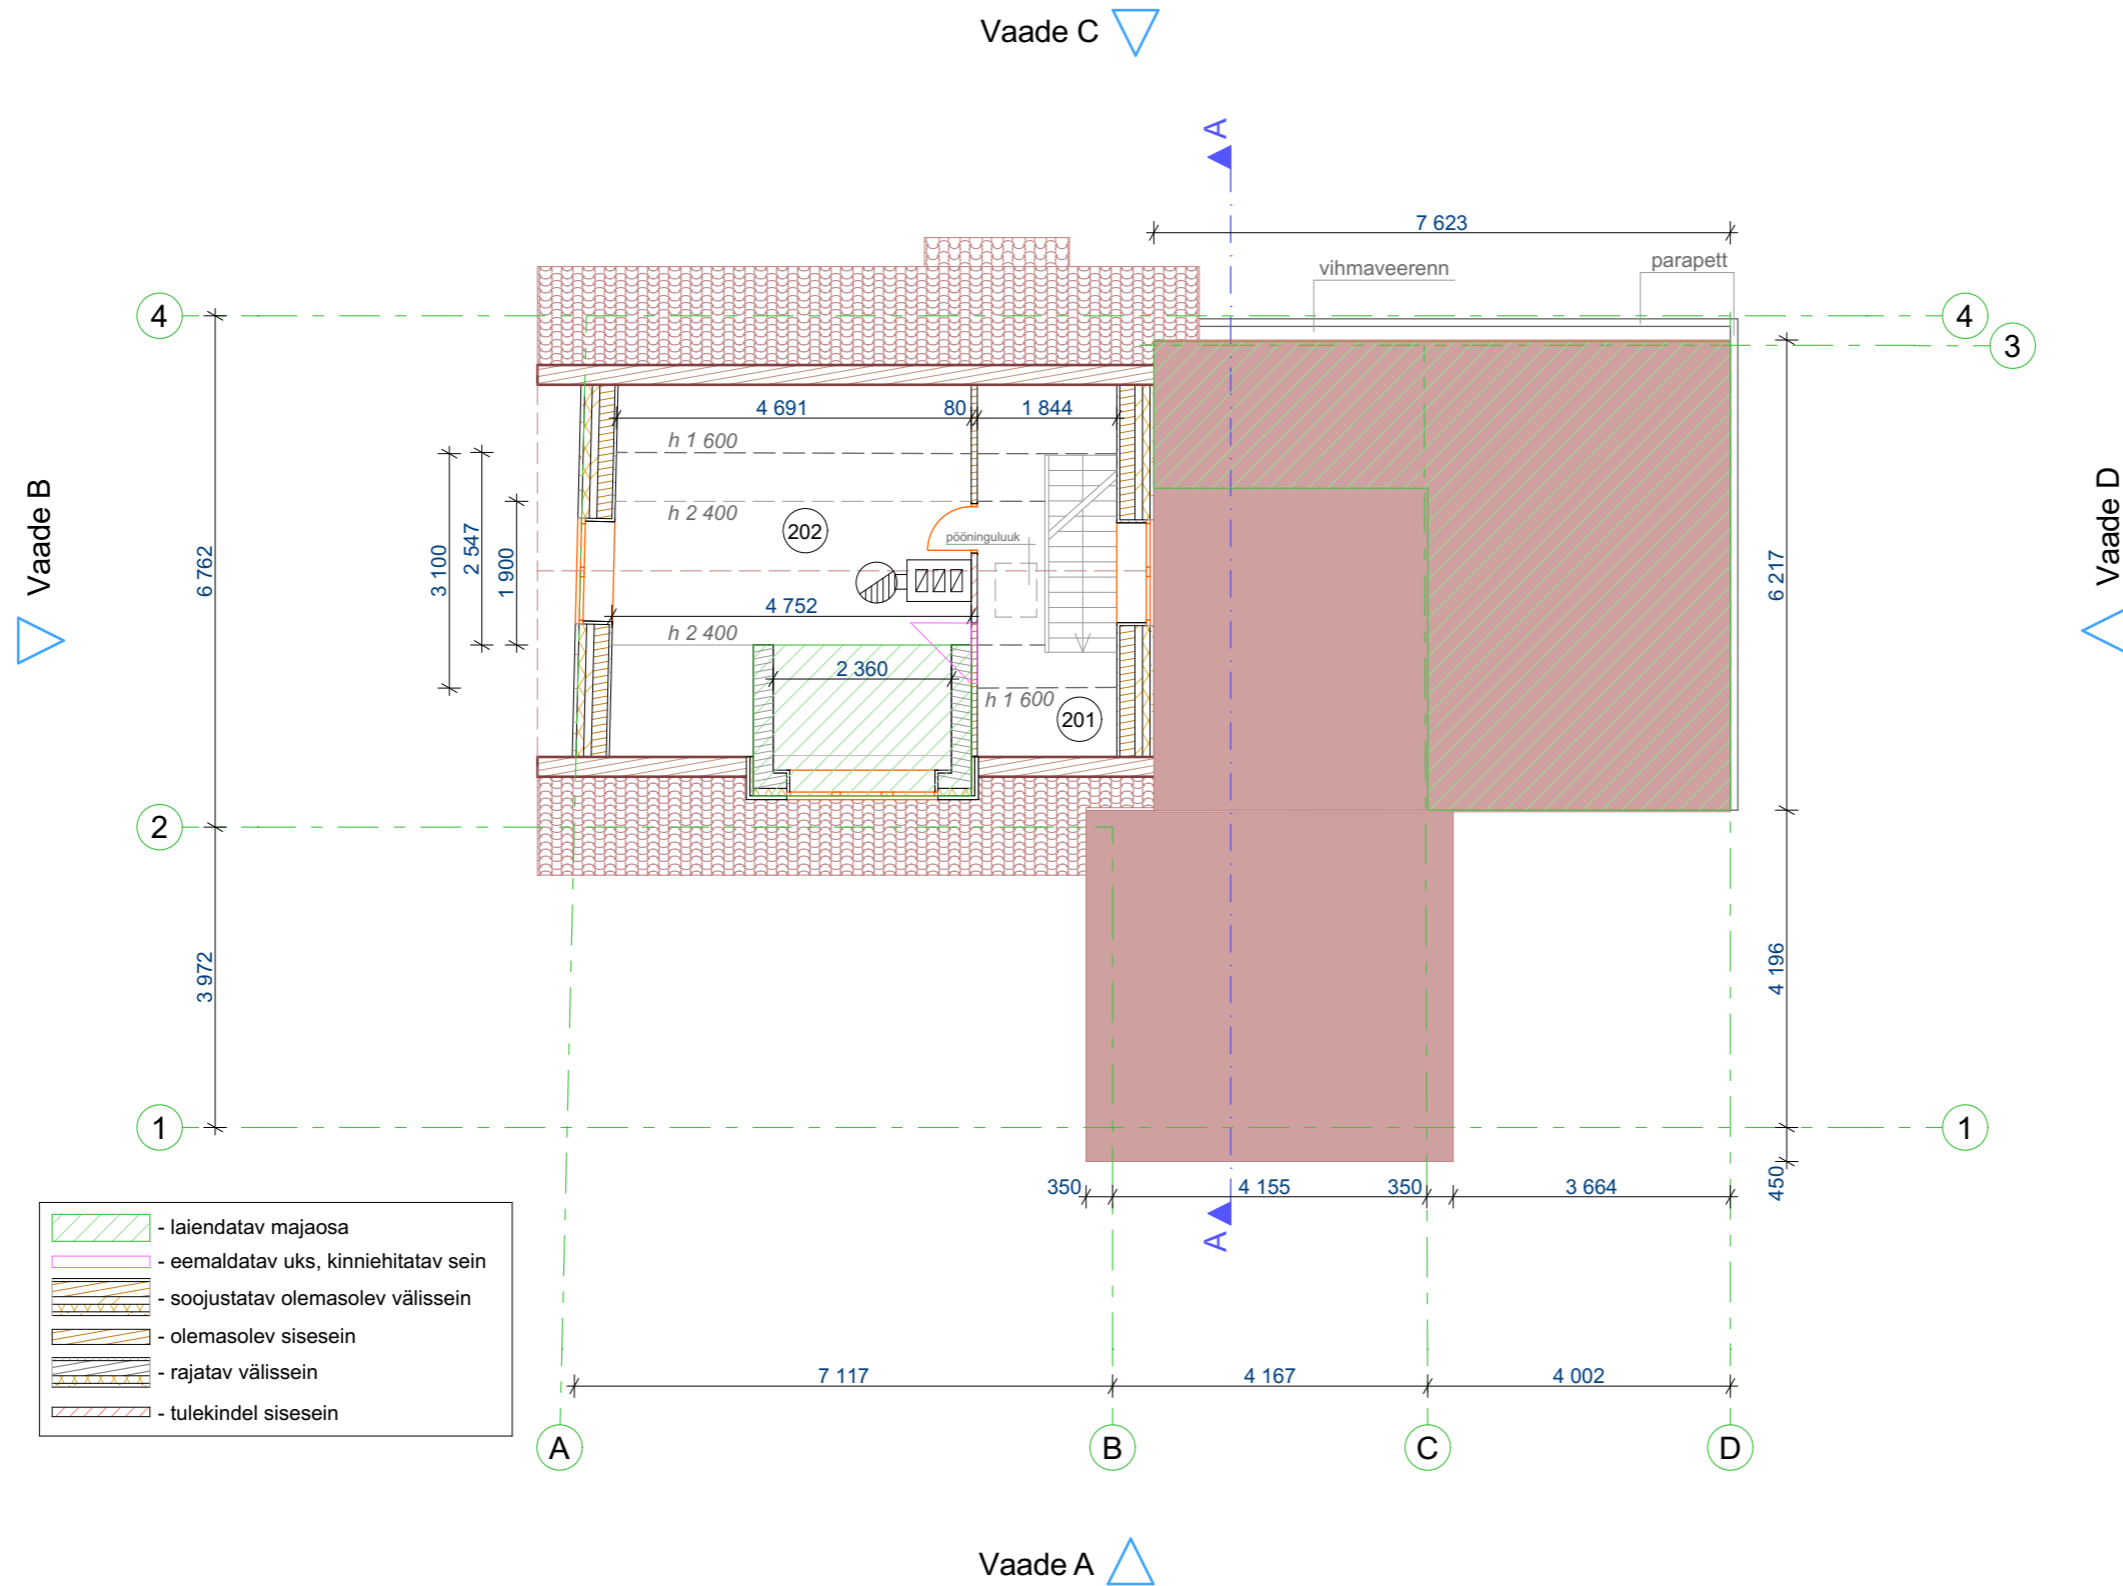 Vaade C
A
7 623
vihmaveerenn
parapett
4
4
3
4 691
80
1 844
h 1 600
h 2 400
202
pööninguluuk
Vaade B
6 762
3 100
2 547
1 900
4 752
h 2 400
2 360
h 1 600
201
6 217
Vaade D
2
3 972
4 196
1
1
350
4 155
350
3 664
450
A
- laiendatav majaosa
- eemaldatav uks, kinniehitatav sein
- soojustatav olemasolev välissein
- olemasolev sisesein
- rajatav välissein
- tulekindel sisesein
7 117
4 167
4 002
A
B
C
D
Vaade A